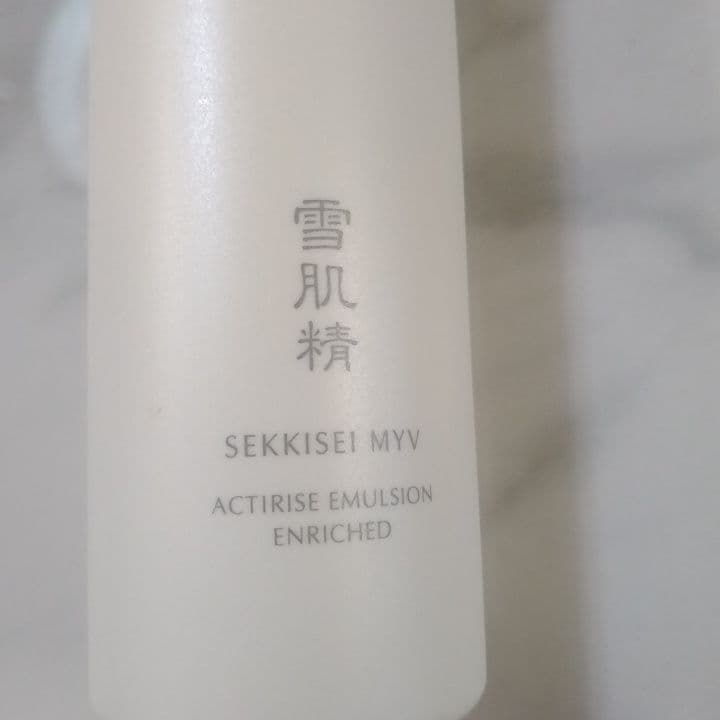 雪
肌
精
SEKKISEI MYV
ACTIRISE EMULSION
ENRICHED